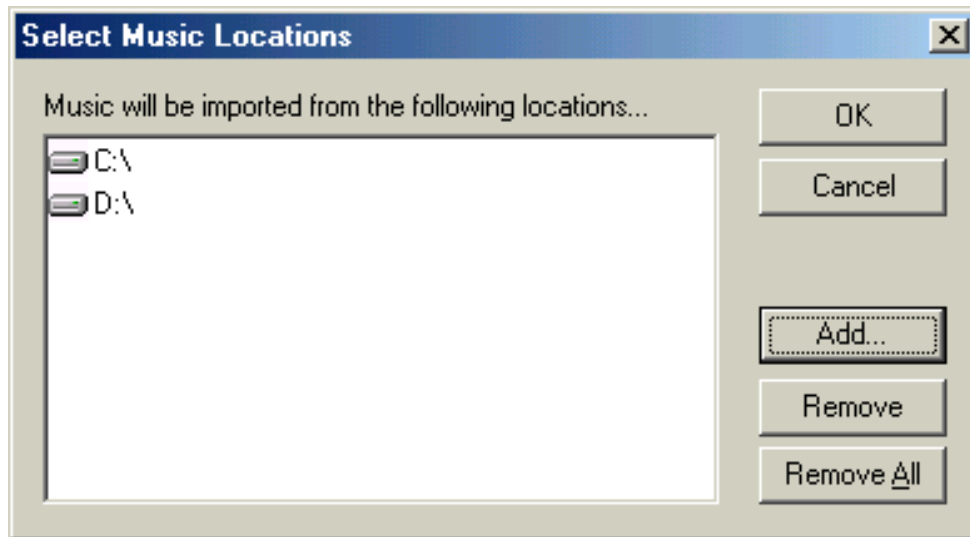 Select Music Locations
Music will be imported from the following locations...
C:\
D:\
OK
Cancel
Add...
Remove
Remove All